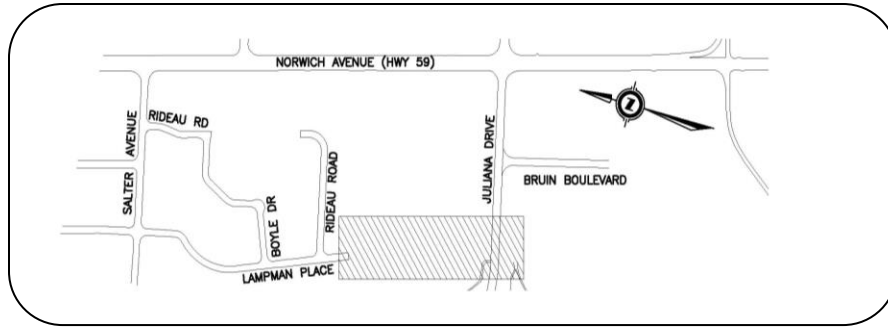 NORWICH AVENUE (HWY 59)
SALTER AVENUE
RIDEAU RD
BOYLE DR
RIDEAU ROAD
LAMPMAN PLACE
JULIANA DRIVE
BRUIN BOULEVARD
N